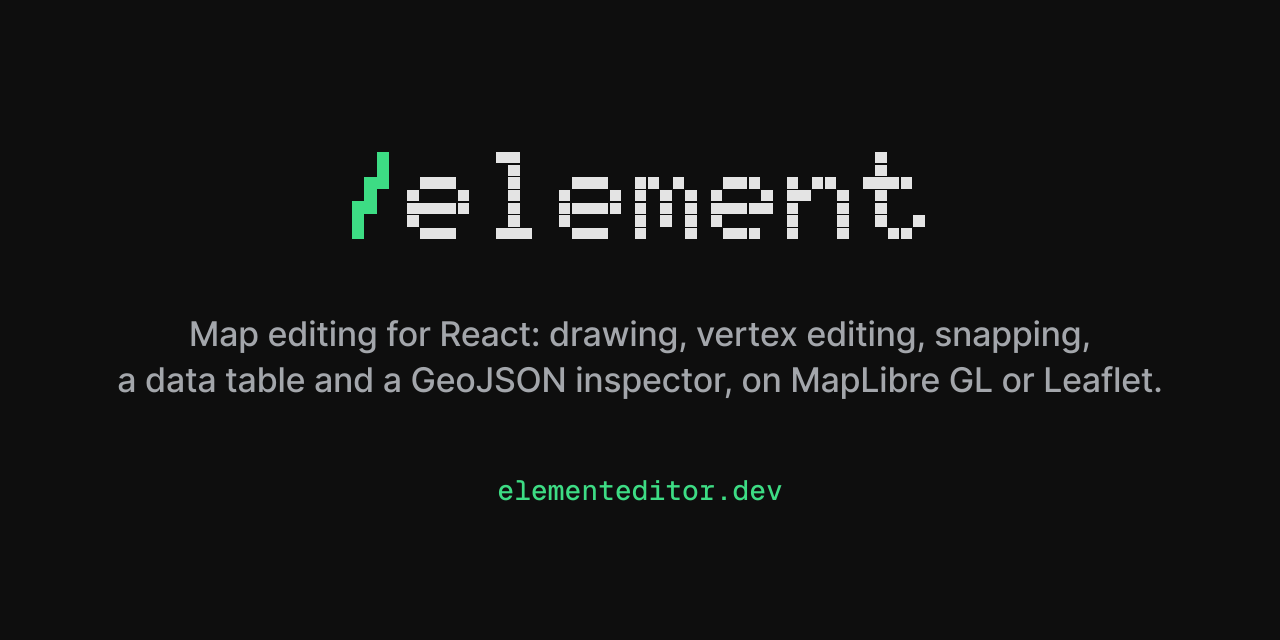 /element
Map editing for React: drawing, vertex editing, snapping,
a data table and a GeoJSON inspector, on MapLibre GL or Leaflet.
elementeditor.dev